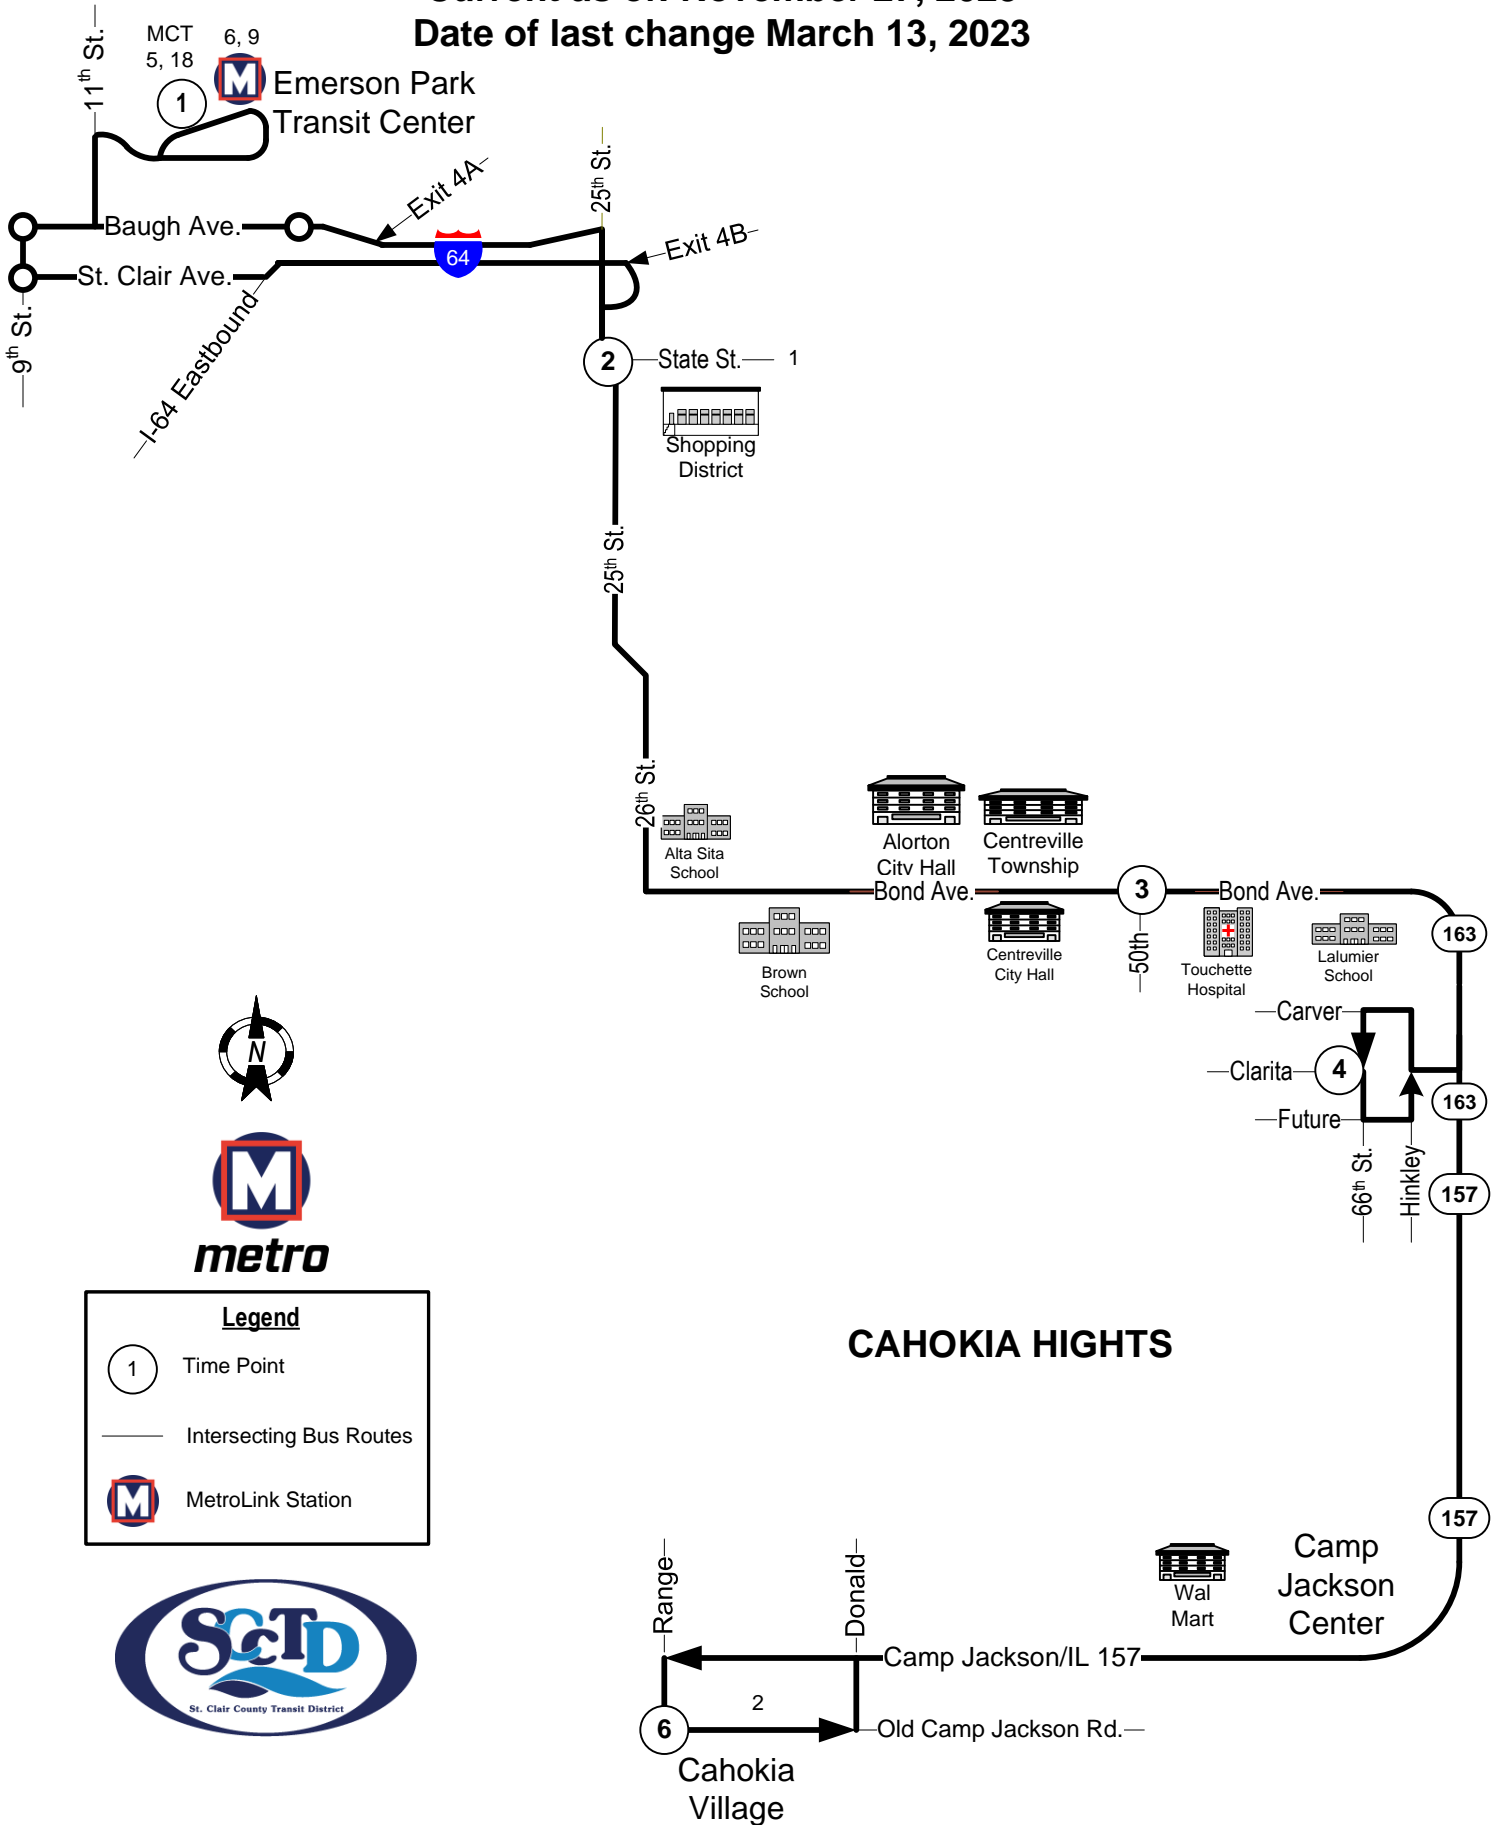 Date of last change March 13, 2023
11th St.
MCT
5, 18
6, 9
1
M
Emerson Park
Transit Center
Exit 4A
25th St.
Baugh Ave.
64
Exit 4B
St. Clair Ave.
9th St.
I-64 Eastbound
2
State St.
1
Shopping
District
25th St.
26th St.
Alta Sita
School
Alorton
City Hall
Centreville
Township
Bond Ave.
3
Bond Ave.
Brown
School
Centreville
City Hall
50th
Touchette
Hospital
Lalumier
School
163
Carver
Clarita
4
Future
163
66th St.
Hinkley
157
N
M
metro
Legend
1
Time Point
Intersecting Bus Routes
M
MetroLink Station
CAHOKIA HIGHTS
157
Camp
Jackson
Center
Wal
Mart
Range
Donald
Camp Jackson/IL 157
2
6
Old Camp Jackson Rd.
Cahokia
Village
SCCTD
St. Clair County Transit District